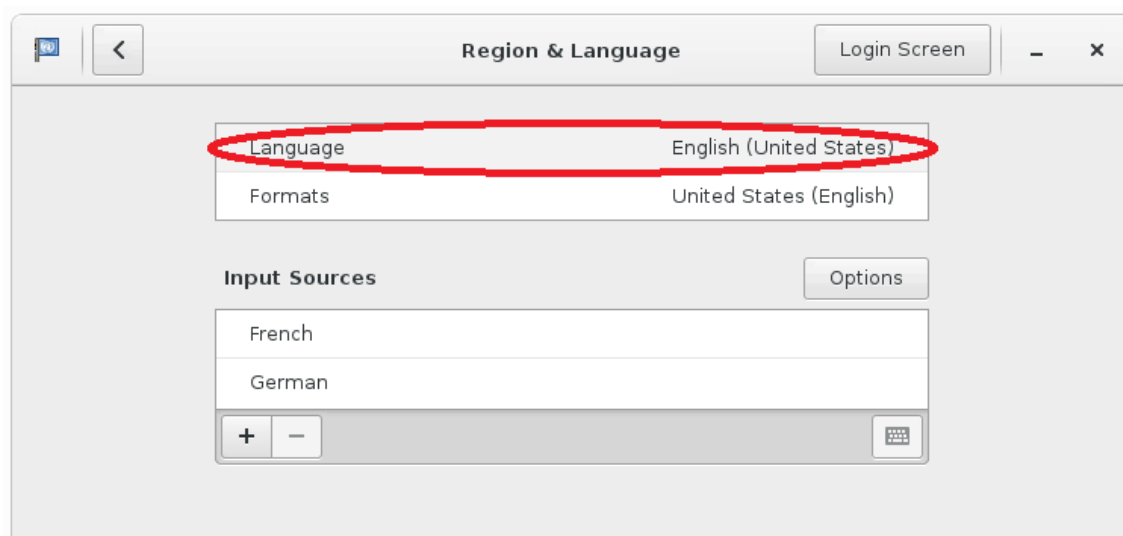 Region & Language
Login Screen
Language English (United States)
Formats United States (English)
Input Sources
Options
French
German